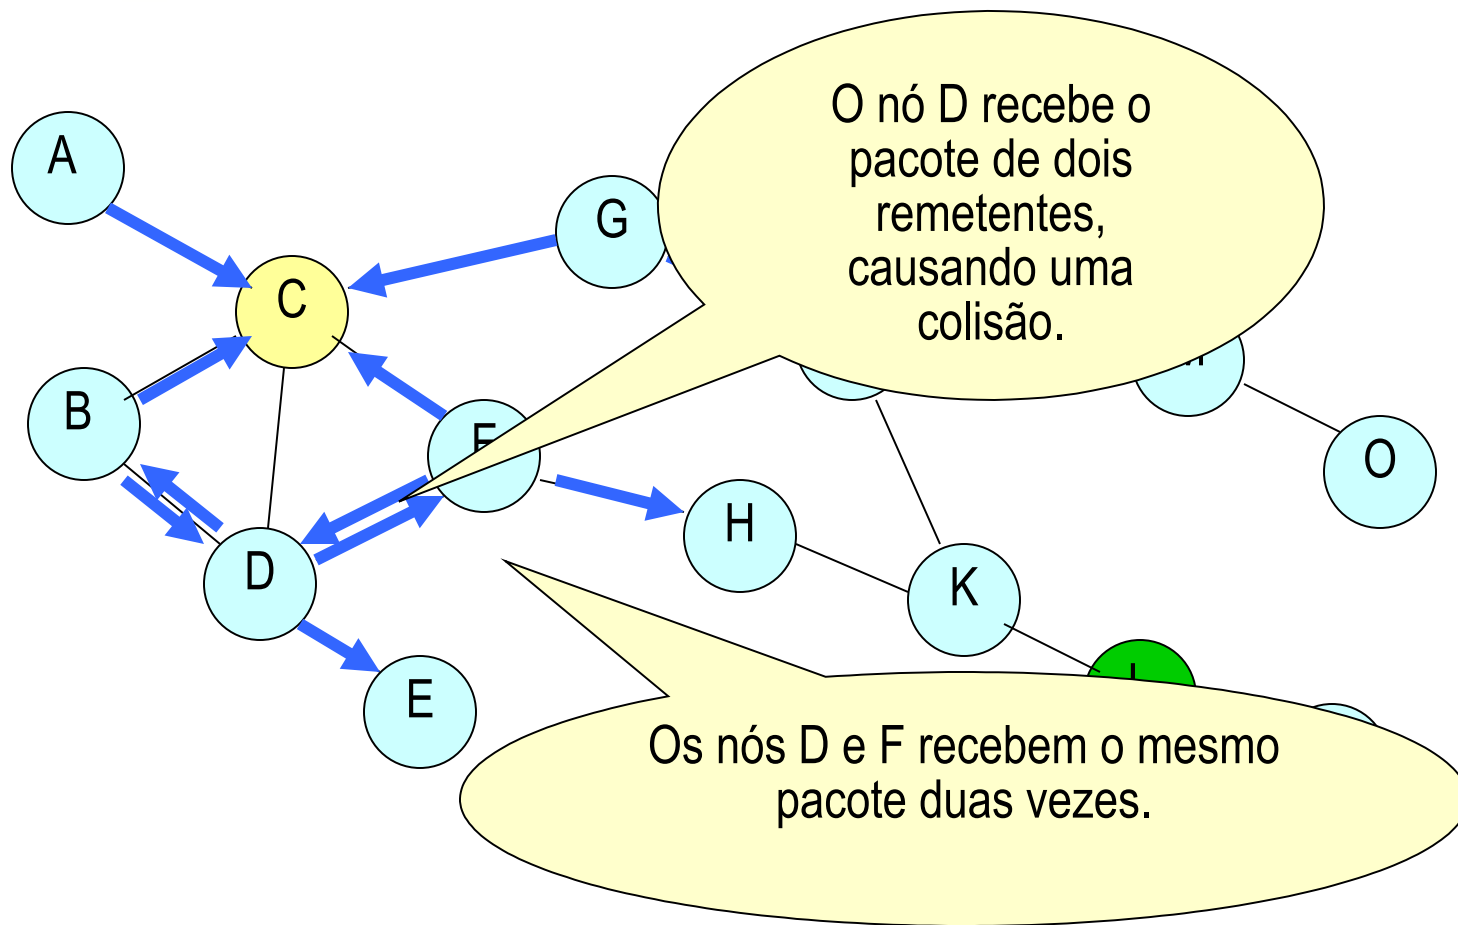 O nó D recebe o
pacote de dois
remetentes,
causando uma
colisão.
A
G
C
B
F
O
H
D
K
E
Os nós D e F recebem o mesmo
pacote duas vezes.